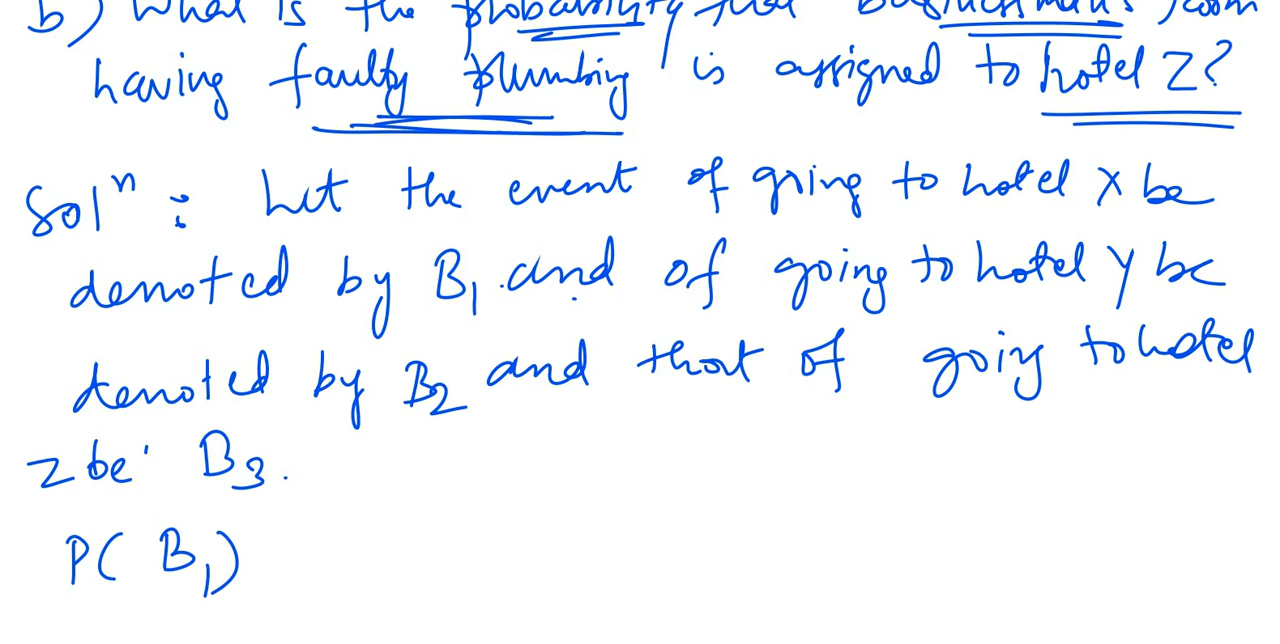 b) What is the probability that businessman's room
having faulty plumbing is assigned to hotel Z?
Solⁿ : Let the event of going to hotel X be
denoted by B₁ and of going to hotel Y be
denoted by B₂ and that of going to hotel
Z be B₃.
P( B₁)